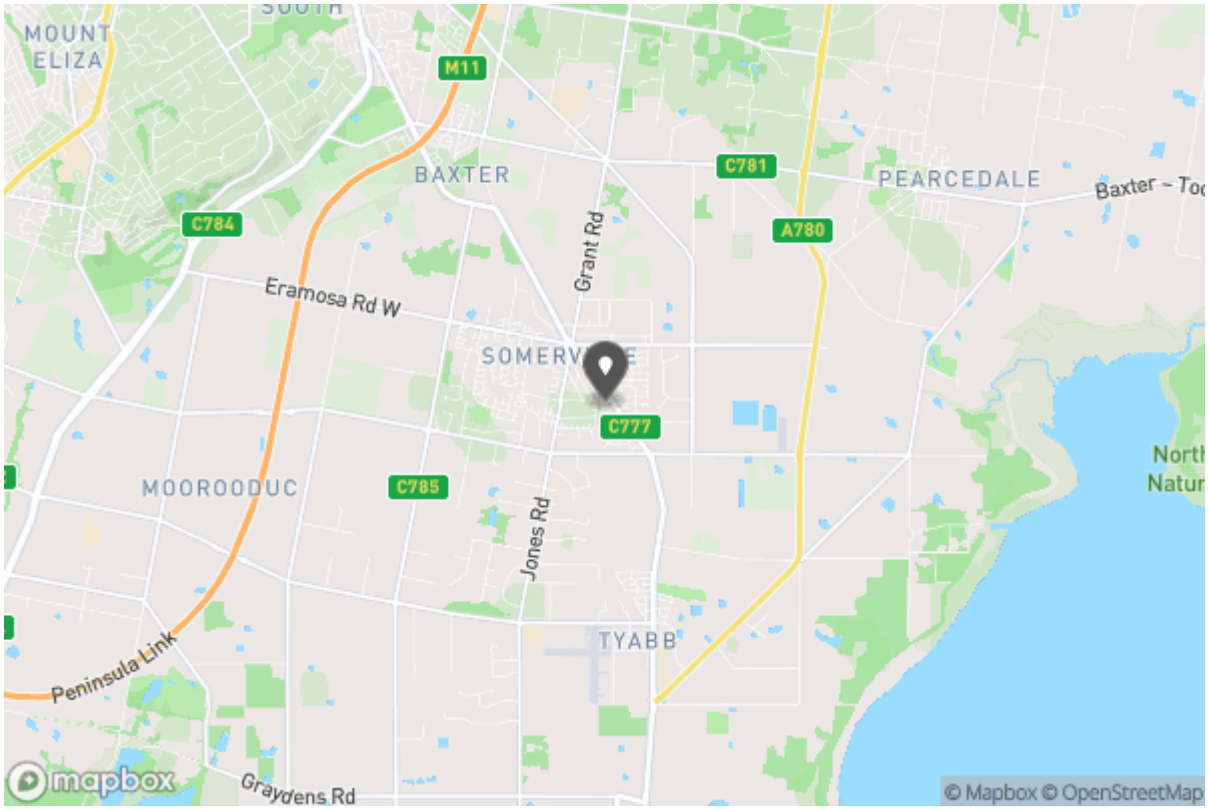 SOUTH
MOUNT
ELIZA
M11
BAXTER
C781
PEARCEDALE
Baxter – Too
C784
A780
Grant Rd
Eramosa Rd W
SOMERV
E
C777
North
Natur
MOOROODUC
C785
Jones Rd
TYABB
Peninsula Link
Graydens Rd
mapbox
© Mapbox © OpenStreetMap